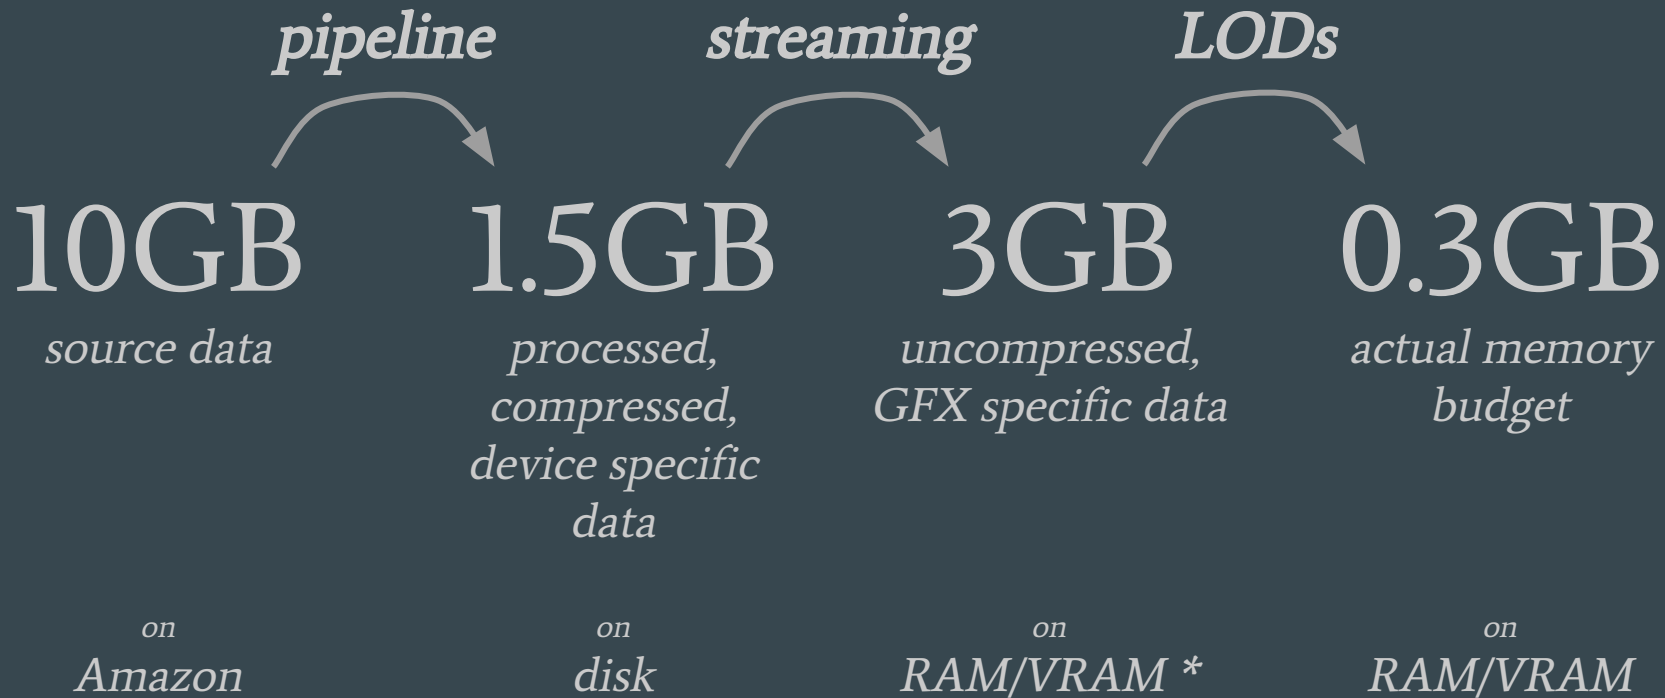 pipeline
streaming
LODs
10GB
1.5GB
3GB
0.3GB
source data
processed,
compressed,
device specific
data
uncompressed,
GFX specific data
actual memory
budget
on
Amazon
on
disk
on
RAM/VRAM *
on
RAM/VRAM